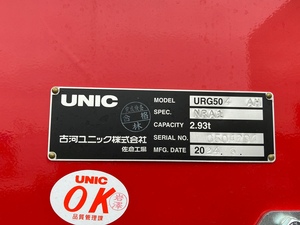 UNIC
MODEL URG50
SPEC.
CAPACITY 2.93t
古河ユニック株式会社
佐倉工場
SERIAL NO.
MFG. DATE 20
UNIC
OK
品質管理課